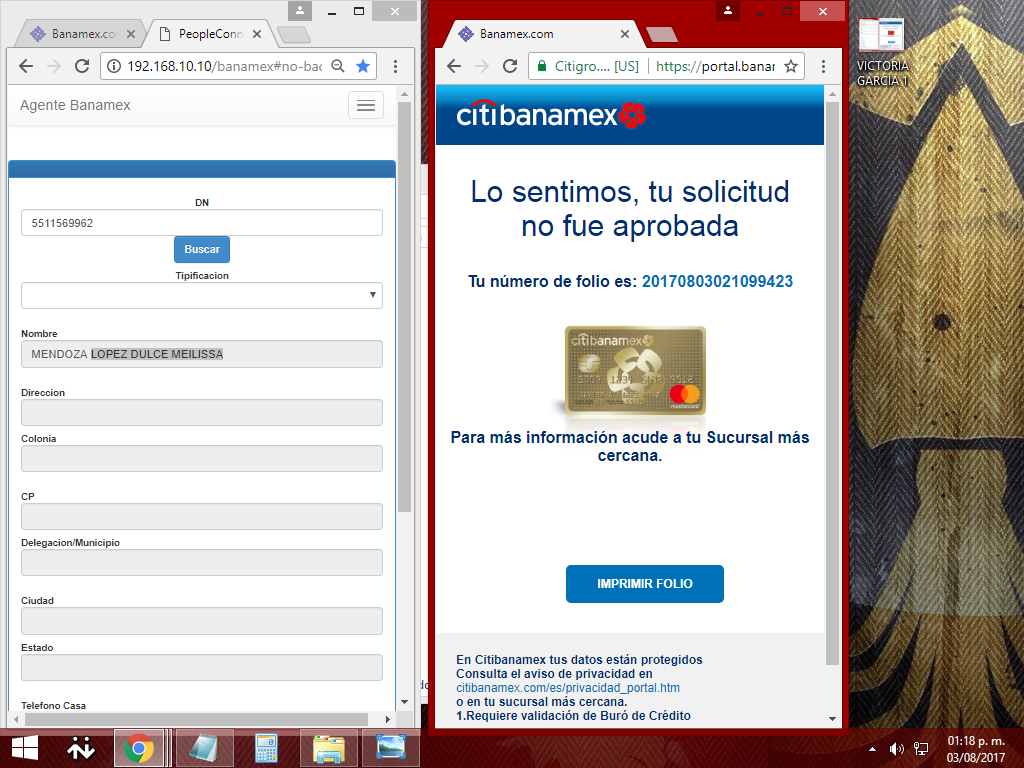 Banamex.co
PeopleConn
192.168.10.10/banamex#no-bac
Agente Banamex
DN
5511569962
Buscar
Tipificacion
Nombre
MENDOZA LOPEZ DULCE MEILISSA
Direccion
Colonia
CP
Delegacion/Municipio
Ciudad
Estado
Telefono Casa
Banamex.com
Citigro.... [US]
https://portal.banar
citibanamex
Lo sentimos, tu solicitud
no fue aprobada
Tu número de folio es: 20170803021099423
citibanamex
mastercard
Para más información acude a tu Sucursal más
cercana.
IMPRIMIR FOLIO
En Citibanamex tus datos están protegidos
Consulta el aviso de privacidad en
citibanamex.com/es/privacidad_portal.htm
o en tu sucursal más cercana.
1.Requiere validación de Buró de Crédito
VICTORIA
GARCIA 1
01:18 p. m.
03/08/2017